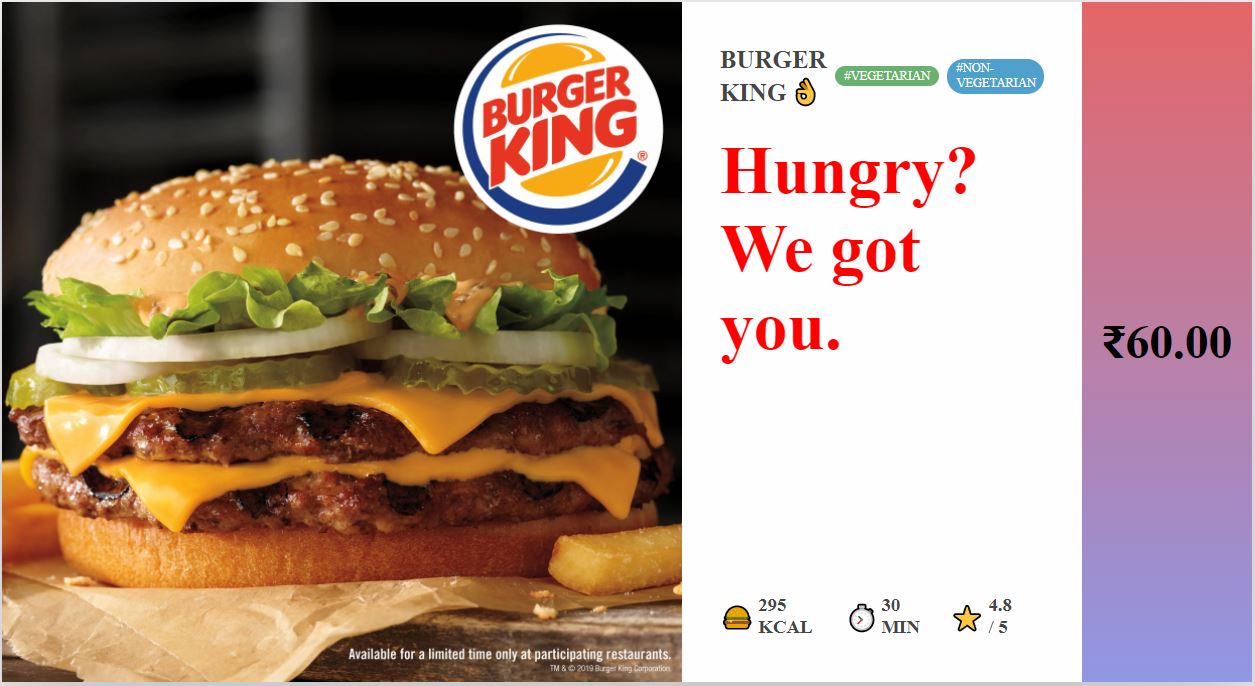 BURGER
KING
®
Available for a limited time only at participating restaurants.
TM & © 2019 Burger King Corporation.
BURGER
KING 👌
#VEGETARIAN
#NON-
VEGETARIAN
Hungry?
We got
you.
295
KCAL
30
MIN
4.8
/ 5
₹60.00